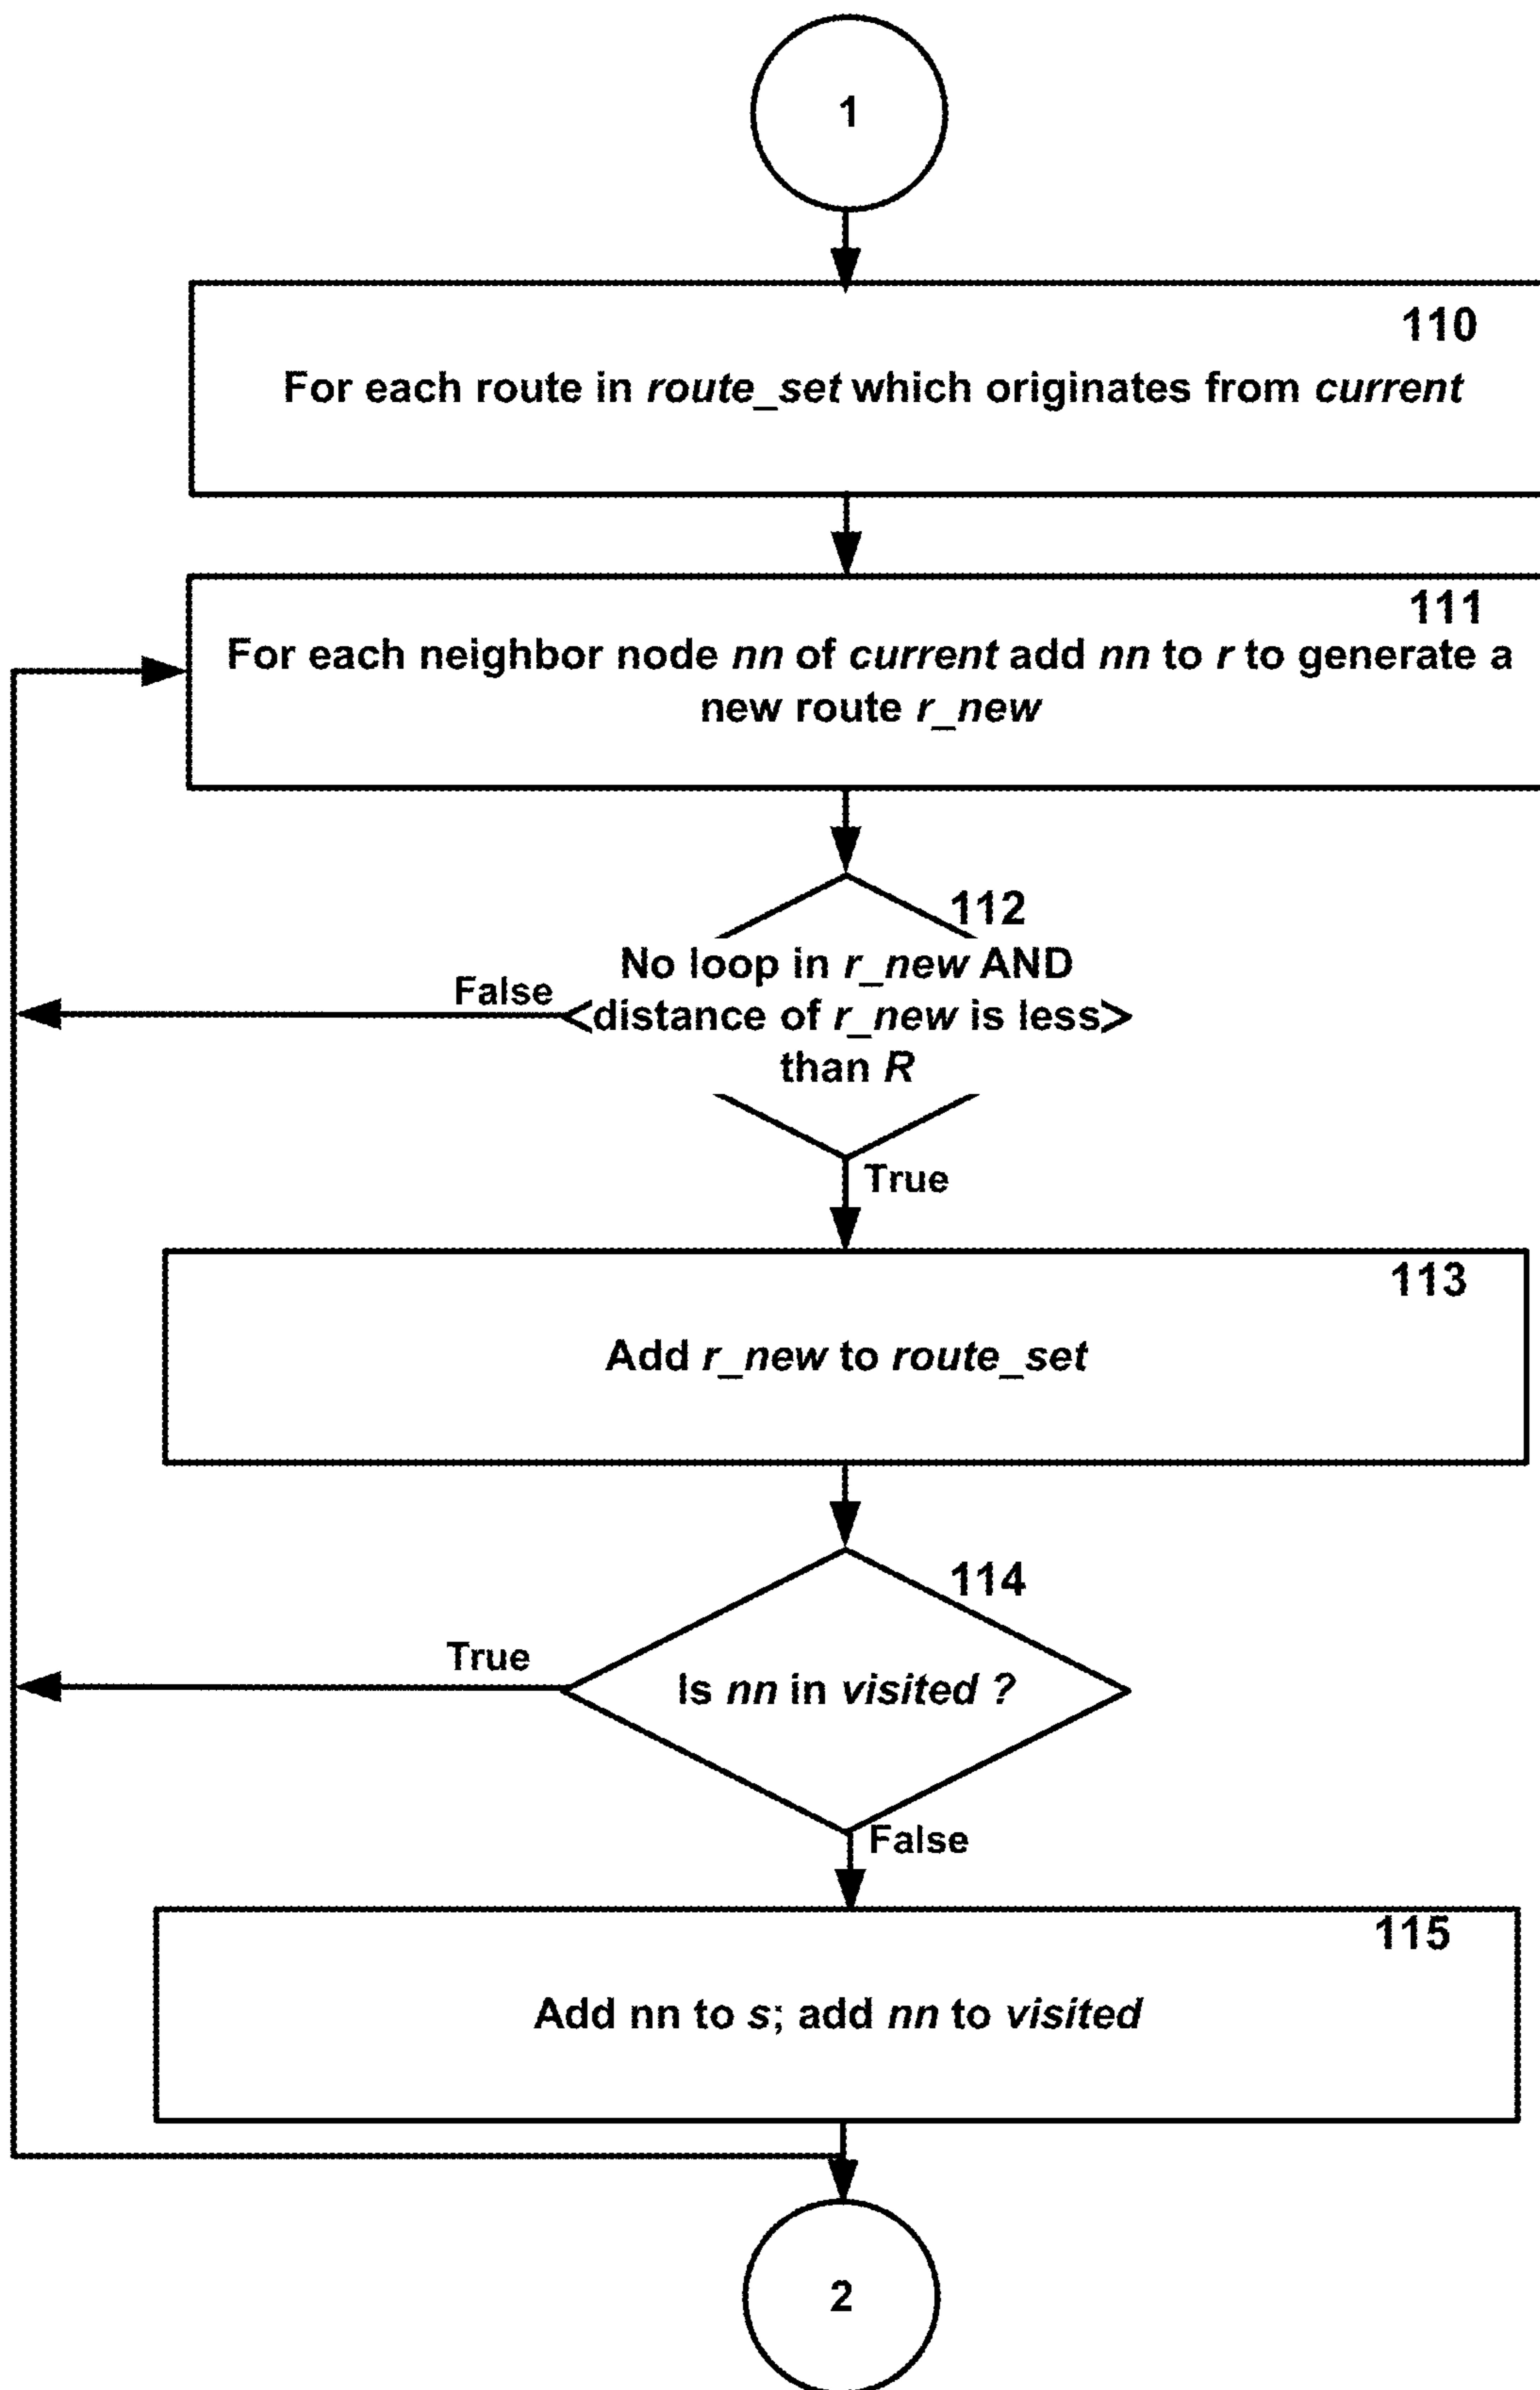 1
110
For each route in route_set which originates from current
111
For each neighbor node nn of current add nn to r to generate a
new route r_new
112
No loop in r_new AND
False
distance of r_new is less
than R
True
113
Add r_new to route_set
114
True
Is nn in visited ?
False
115
Add nn to s; add nn to visited
2